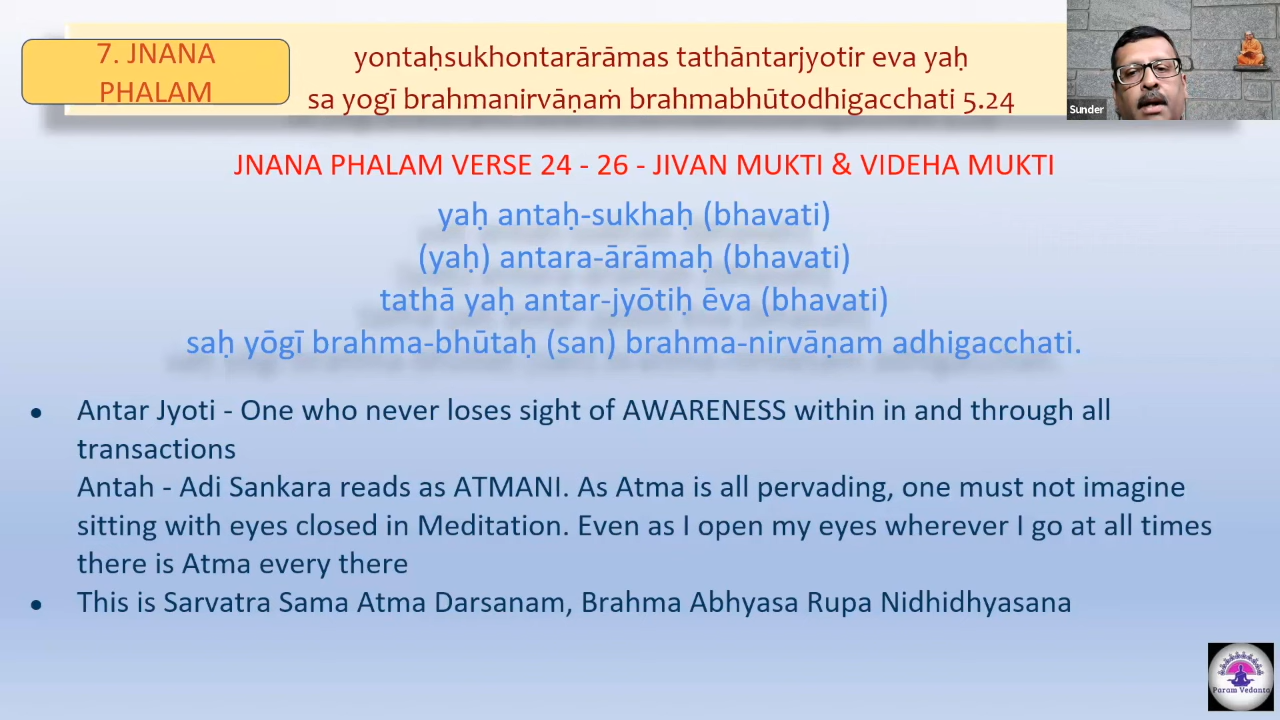 7. JNANA
PHALAM
yontaḥsukhontarārāmas tathāntarjyotir eva yaḥ
sa yogī brahmanirvāṇaṁ brahmabhūtodhigacchati 5.24
Sunder
JNANA PHALAM VERSE 24 - 26 - JIVAN MUKTI & VIDEHA MUKTI
yaḥ antaḥ-sukhaḥ (bhavati)
(yaḥ) antara-ārāmaḥ (bhavati)
tathā yaḥ antar-jyōtiḥ ēva (bhavati)
saḥ yōgī brahma-bhūtaḥ (san) brahma-nirvāṇam adhigacchati.
• Antar Jyoti - One who never loses sight of AWARENESS within in and through all
transactions
Antah - Adi Sankara reads as ATMANI. As Atma is all pervading, one must not imagine
sitting with eyes closed in Meditation. Even as I open my eyes wherever I go at all times
there is Atma every there
• This is Sarvatra Sama Atma Darsanam, Brahma Abhyasa Rupa Nidhidhyasana
Param Vedanta